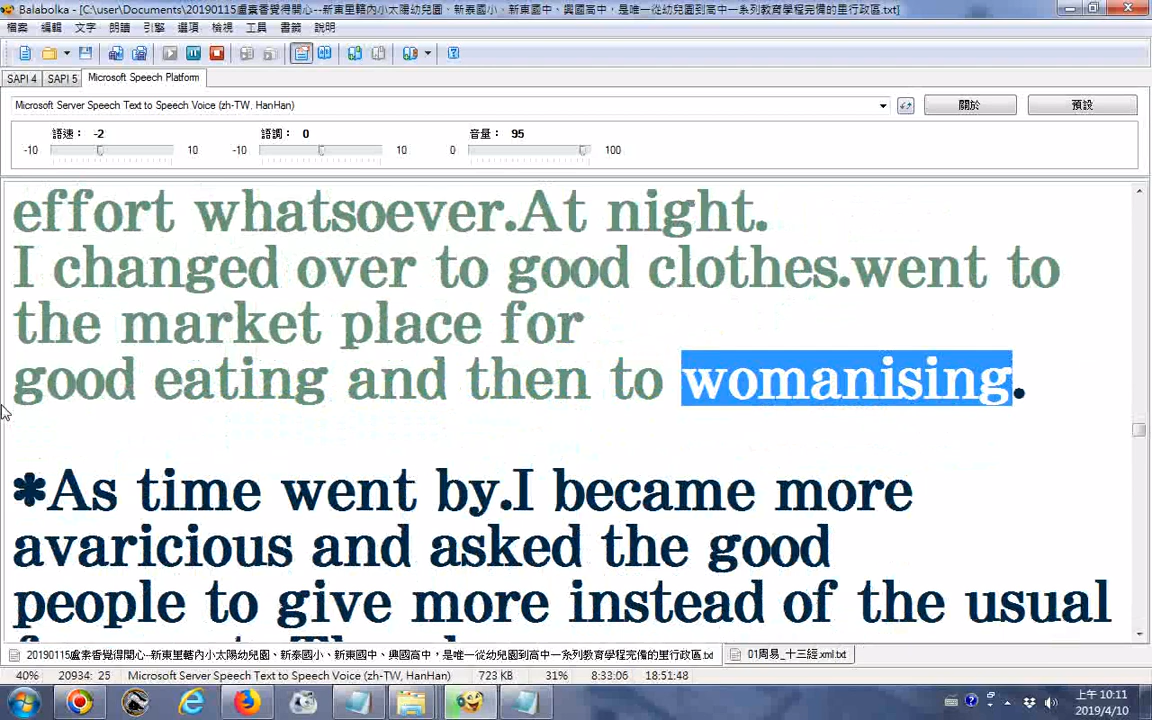 Balabolka - [C:\user\Documents\20190115盧素香覺得開心--新東里轄內小太陽幼兒園、新泰國小、新東國中、興國高中，是唯一從幼兒園到高中一系列教育學程完備的里行政區.txt]
檔案 編輯 文字 朗讀 引擎 選項 檢視 工具 書籤 說明
SAPI 4 SAPI 5 Microsoft Speech Platform
Microsoft Server Speech Text to Speech Voice (zh-TW, HanHan) 關於 預設
語速： -2 語調： 0 音量： 95
-10 10 -10 10 0 100
effort whatsoever.At night.
I changed over to good clothes.went to
the market place for
good eating and then to womanising.
*As time went by.I became more
avaricious and asked the good
people to give more instead of the usual
20190115盧素香覺得開心--新東里轄內小太陽幼兒園、新泰國小、新東國中、興國高中，是唯一從幼兒園到高中一系列教育學程完備的里行政區.txt 01周易_十三經.xml.txt
40% 20934: 25 Microsoft Server Speech Text to Speech Voice (zh-TW, HanHan) 723 KB 31% 8:33:06 18:51:48
上午 10:11
2019/4/10